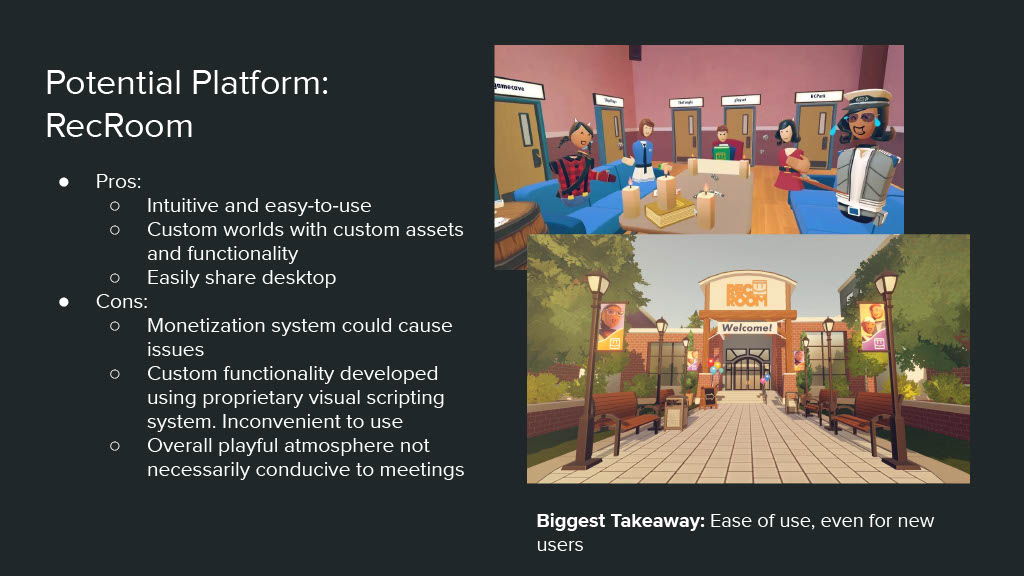 Potential Platform:
RecRoom
● Pros:
○ Intuitive and easy-to-use
○ Custom worlds with custom assets
and functionality
○ Easily share desktop
● Cons:
○ Monetization system could cause
issues
○ Custom functionality developed
using proprietary visual scripting
system. Inconvenient to use
○ Overall playful atmosphere not
necessarily conducive to meetings
gamecave
REC
ROOM
Welcome!
Biggest Takeaway: Ease of use, even for new
users